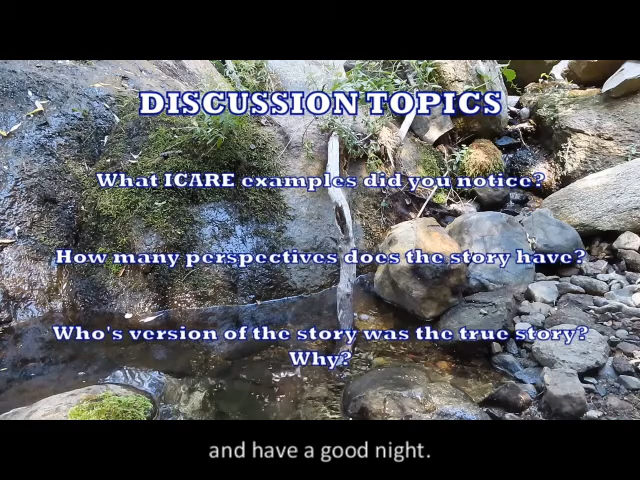 DISCUSSION TOPICS
What ICARE examples did you notice?
How many perspectives does the story have?
Who's version of the story was the true story?
Why?
and have a good night.